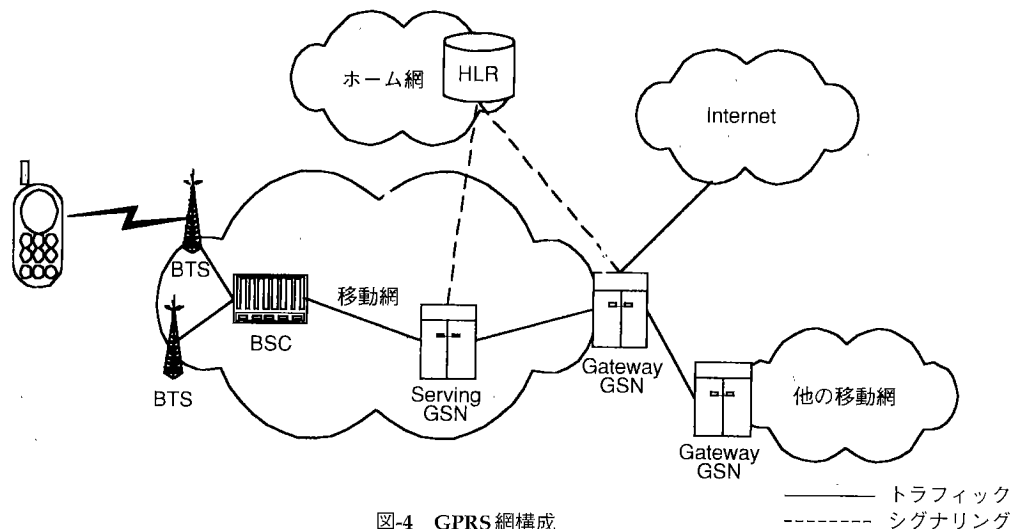 ホーム網
HLR
Internet
BTS
移動網
BSC
BTS
Serving
GSN
Gateway
GSN
Gateway
GSN
他の移動網
トラフィック
シグナリング
図-4 GPRS網構成